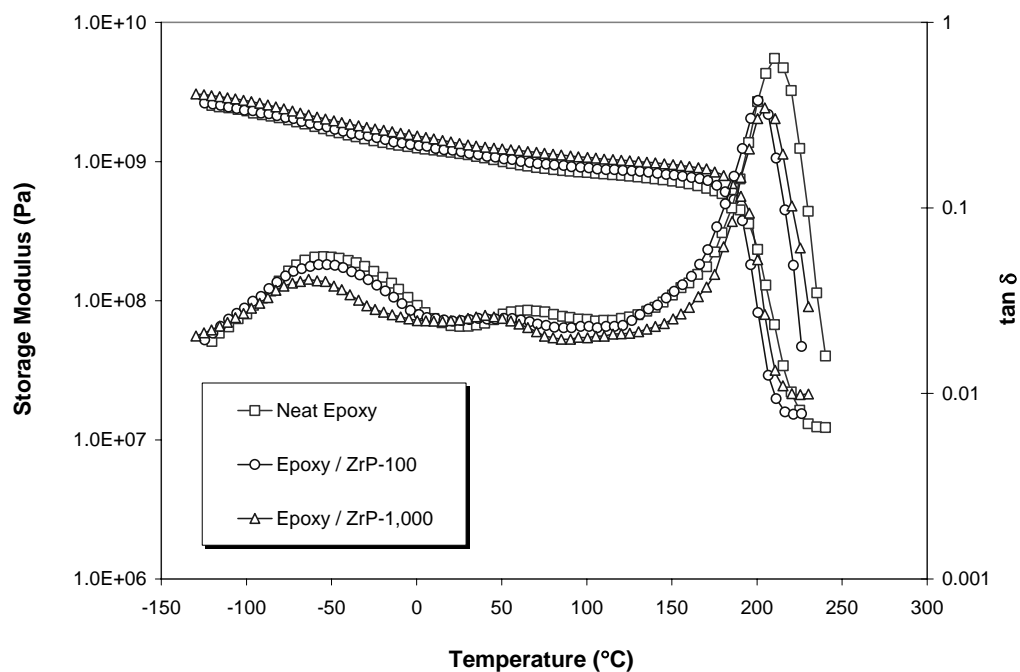 1.0E+10
1.0E+09
1.0E+08
1.0E+07
1.0E+06
Storage Modulus (Pa)
1
0.1
0.01
0.001
tan δ
Neat Epoxy
Epoxy / ZrP-100
Epoxy / ZrP-1,000
-150 -100 -50 0 50 100 150 200 250 300
Temperature (°C)